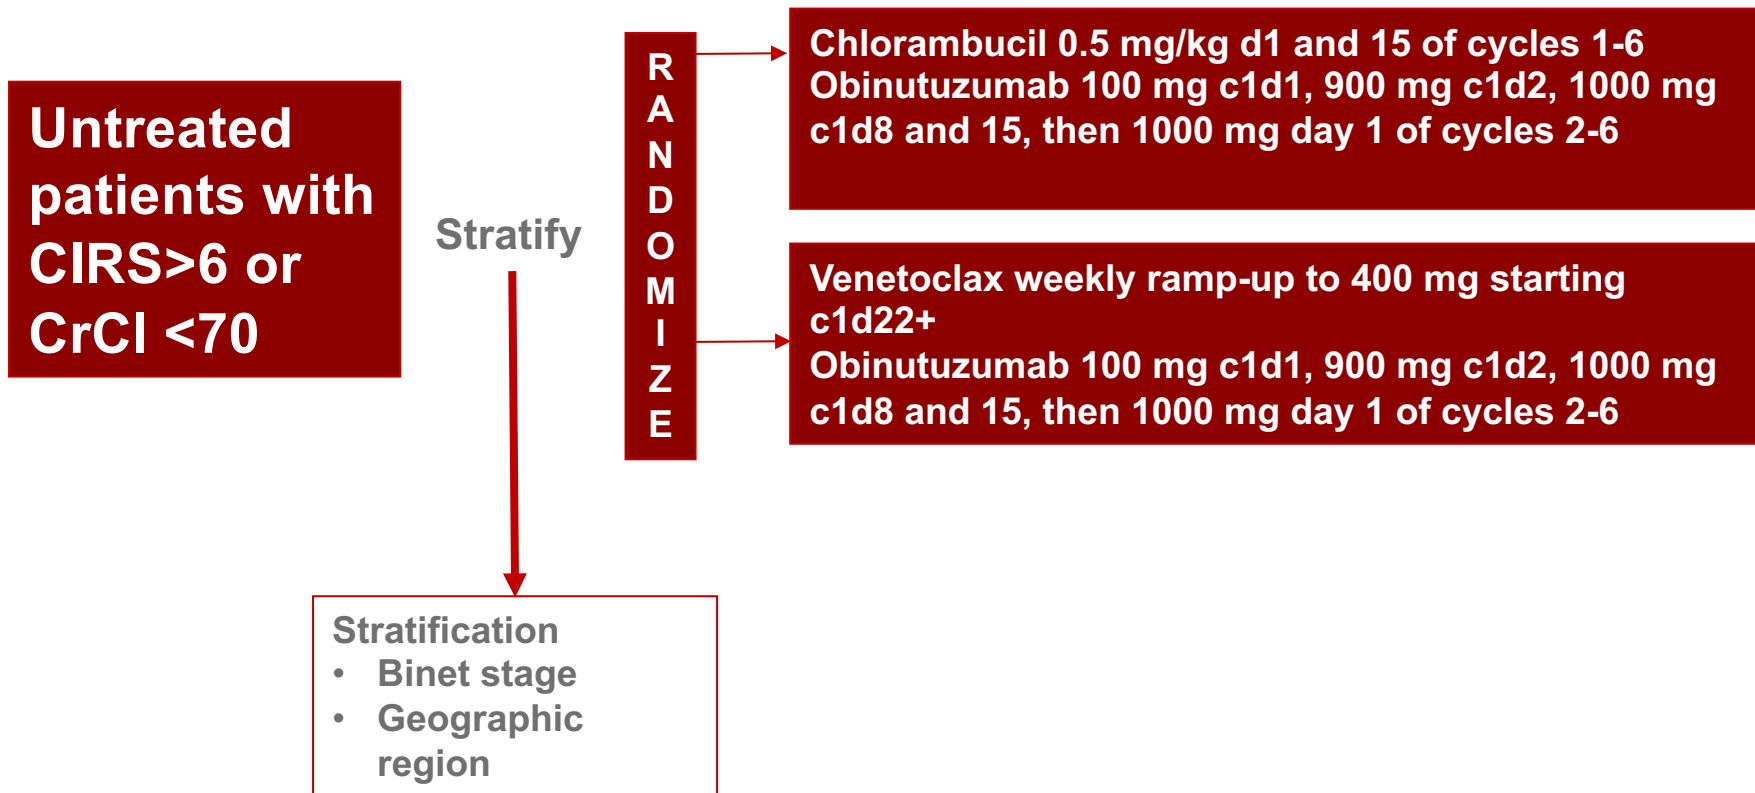 Untreated
patients with
CIRS>6 or
CrCl <70
Stratify
R
A
N
D
O
M
I
Z
E
Chlorambucil 0.5 mg/kg d1 and 15 of cycles 1-6
Obinutuzumab 100 mg c1d1, 900 mg c1d2, 1000 mg
c1d8 and 15, then 1000 mg day 1 of cycles 2-6
Venetoclax weekly ramp-up to 400 mg starting
c1d22+
Obinutuzumab 100 mg c1d1, 900 mg c1d2, 1000 mg
c1d8 and 15, then 1000 mg day 1 of cycles 2-6
Stratification
• Binet stage
• Geographic
region